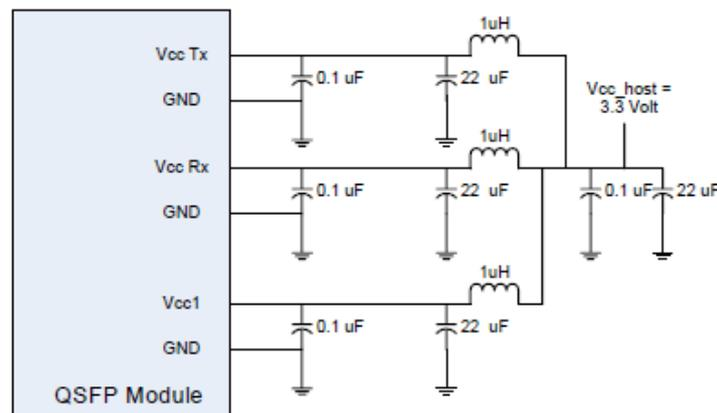 1uH
Vcc Tx
0.1 uF
22 uF
GND
Vcc_host =
3.3 Volt
1uH
Vcc Rx
0.1 uF
22 uF
0.1 uF
22 uF
GND
1uH
Vcc1
0.1 uF
22 uF
GND
QSFP Module